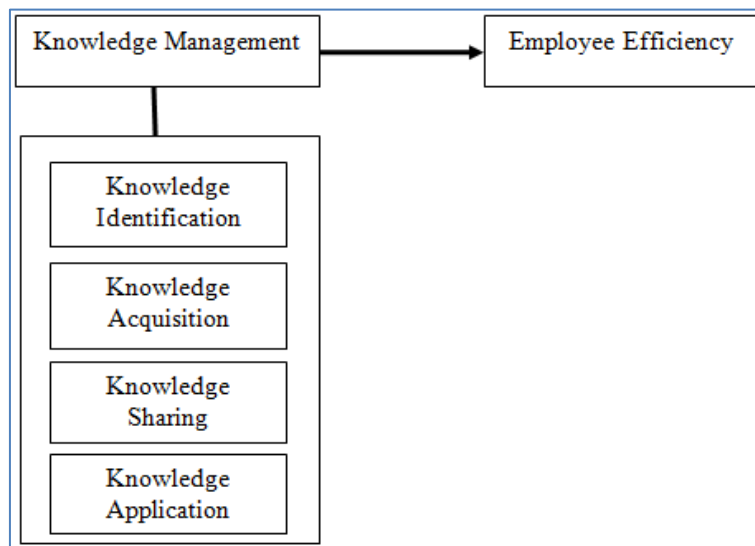 Knowledge Management
Employee Efficiency
Knowledge
Identification
Knowledge
Acquisition
Knowledge
Sharing
Knowledge
Application